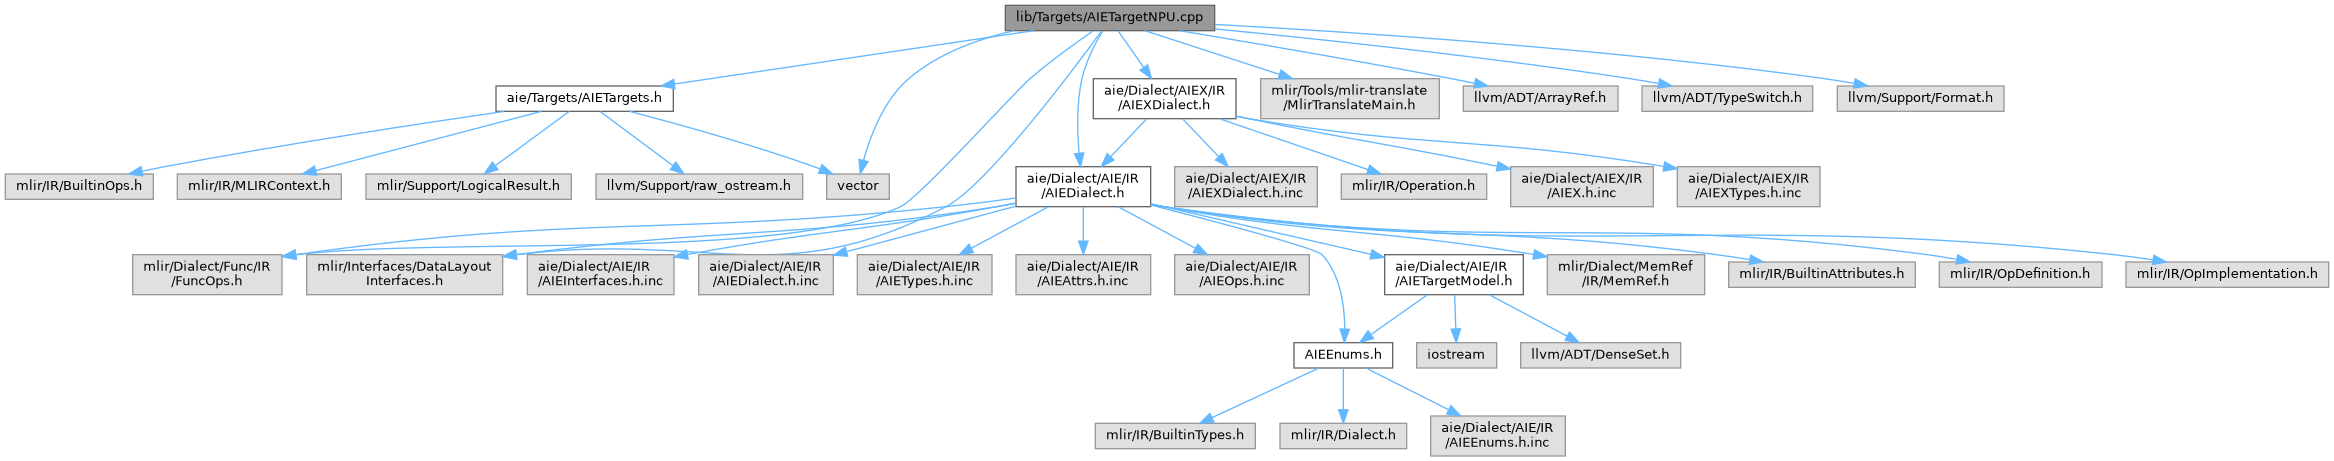 lib/Targets/AIETargetNPU.cpp
aie/Targets/AIETargets.h
aie/Dialect/AIEX/IR
/AIEXDialect.h
mlir/Tools/mlir-translate
/MlirTranslateMain.h
llvm/ADT/ArrayRef.h
llvm/ADT/TypeSwitch.h
llvm/Support/Format.h
mlir/IR/BuiltinOps.h
mlir/IR/MLIRContext.h
mlir/Support/LogicalResult.h
llvm/Support/raw_ostream.h
vector
aie/Dialect/AIE/IR
/AIEDialect.h
aie/Dialect/AIEX/IR
/AIEXDialect.h.inc
mlir/IR/Operation.h
aie/Dialect/AIEX/IR
/AIEX.h.inc
aie/Dialect/AIEX/IR
/AIEXTypes.h.inc
mlir/Dialect/Func/IR
/FuncOps.h
mlir/Interfaces/DataLayout
Interfaces.h
aie/Dialect/AIE/IR
/AIEInterfaces.h.inc
aie/Dialect/AIE/IR
/AIEDialect.h.inc
aie/Dialect/AIE/IR
/AIETypes.h.inc
aie/Dialect/AIE/IR
/AIEAttrs.h.inc
aie/Dialect/AIE/IR
/AIEOps.h.inc
aie/Dialect/AIE/IR
/AIETargetModel.h
mlir/Dialect/MemRef
/IR/MemRef.h
mlir/IR/BuiltinAttributes.h
mlir/IR/OpDefinition.h
mlir/IR/OpImplementation.h
AIEEnums.h
iostream
llvm/ADT/DenseSet.h
mlir/IR/BuiltinTypes.h
mlir/IR/Dialect.h
aie/Dialect/AIE/IR
/AIEEnums.h.inc